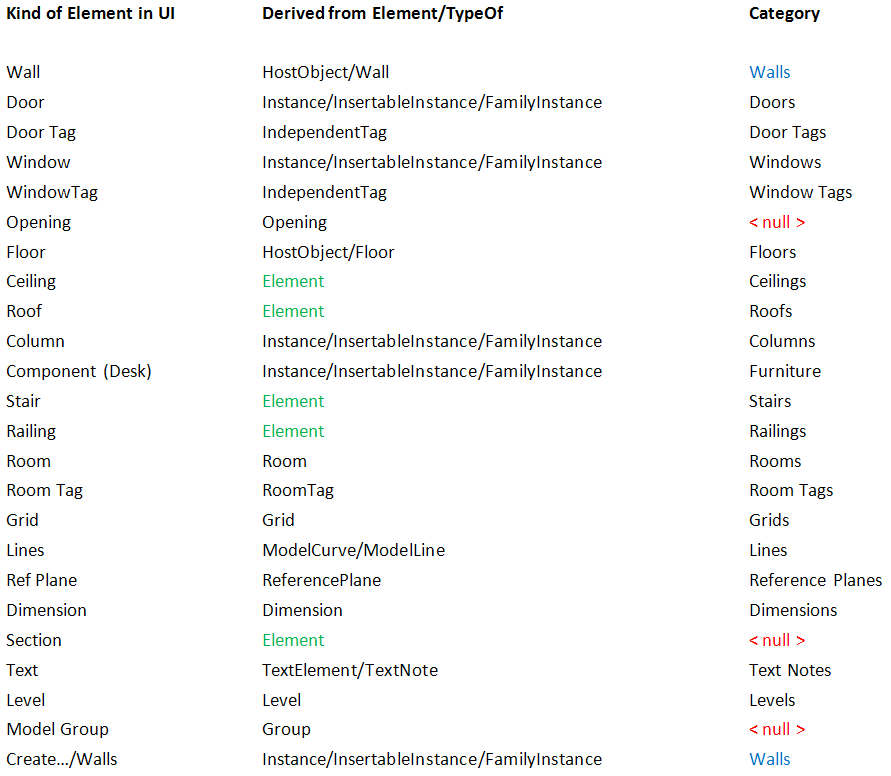 Kind of Element in UI Derived from Element/TypeOf Category
Wall HostObject/Wall Walls
Door Instance/InsertableInstance/FamilyInstance Doors
Door Tag IndependentTag Door Tags
Window Instance/InsertableInstance/FamilyInstance Windows
WindowTag IndependentTag Window Tags
Opening Opening < null >
Floor HostObject/Floor Floors
Ceiling Element Ceilings
Roof Element Roofs
Column Instance/InsertableInstance/FamilyInstance Columns
Component (Desk) Instance/InsertableInstance/FamilyInstance Furniture
Stair Element Stairs
Railing Element Railings
Room Room Rooms
Room Tag RoomTag Room Tags
Grid Grid Grids
Lines ModelCurve/ModelLine Lines
Ref Plane ReferencePlane Reference Planes
Dimension Dimension Dimensions
Section Element < null >
Text TextElement/TextNote Text Notes
Level Level Levels
Model Group Group < null >
Create.../Walls Instance/InsertableInstance/FamilyInstance Walls